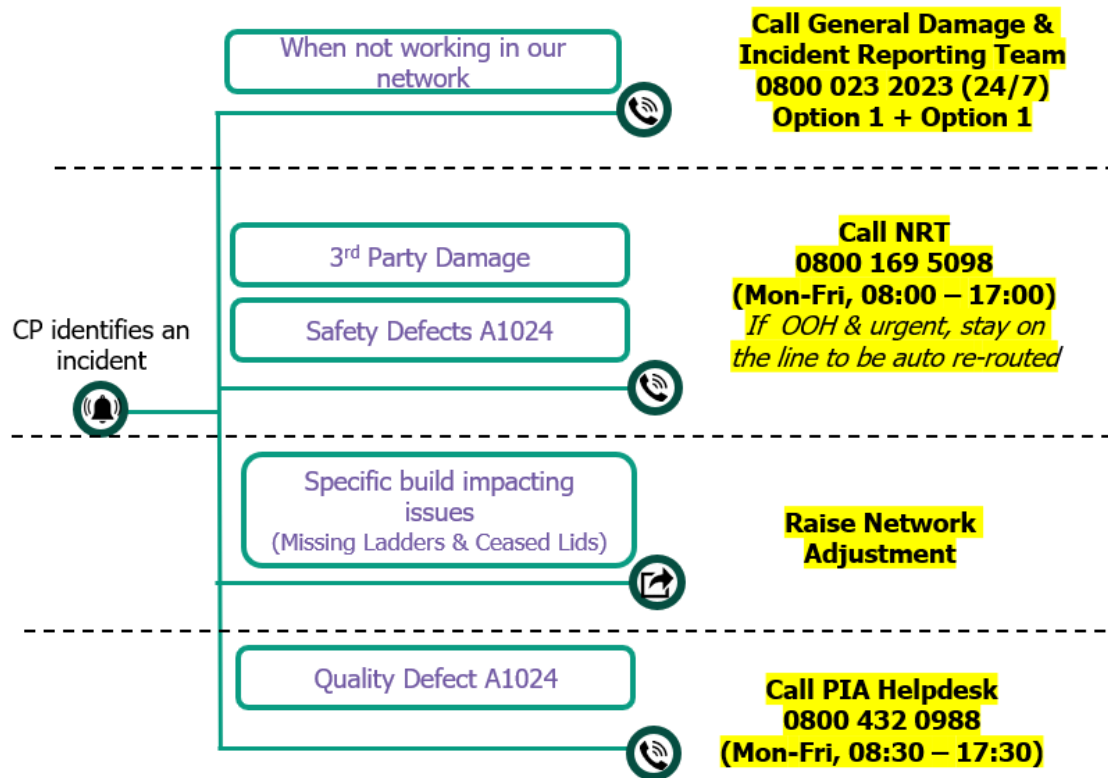 When not working in our
network
Call General Damage &
Incident Reporting Team
0800 023 2023 (24/7)
Option 1 + Option 1
3rd Party Damage
Safety Defects A1024
Call NRT
0800 169 5098
(Mon-Fri, 08:00 – 17:00)
If OOH & urgent, stay on
the line to be auto re-routed
CP identifies an
incident
Specific build impacting
issues
(Missing Ladders & Ceased Lids)
Raise Network
Adjustment
Quality Defect A1024
Call PIA Helpdesk
0800 432 0988
(Mon-Fri, 08:30 – 17:30)